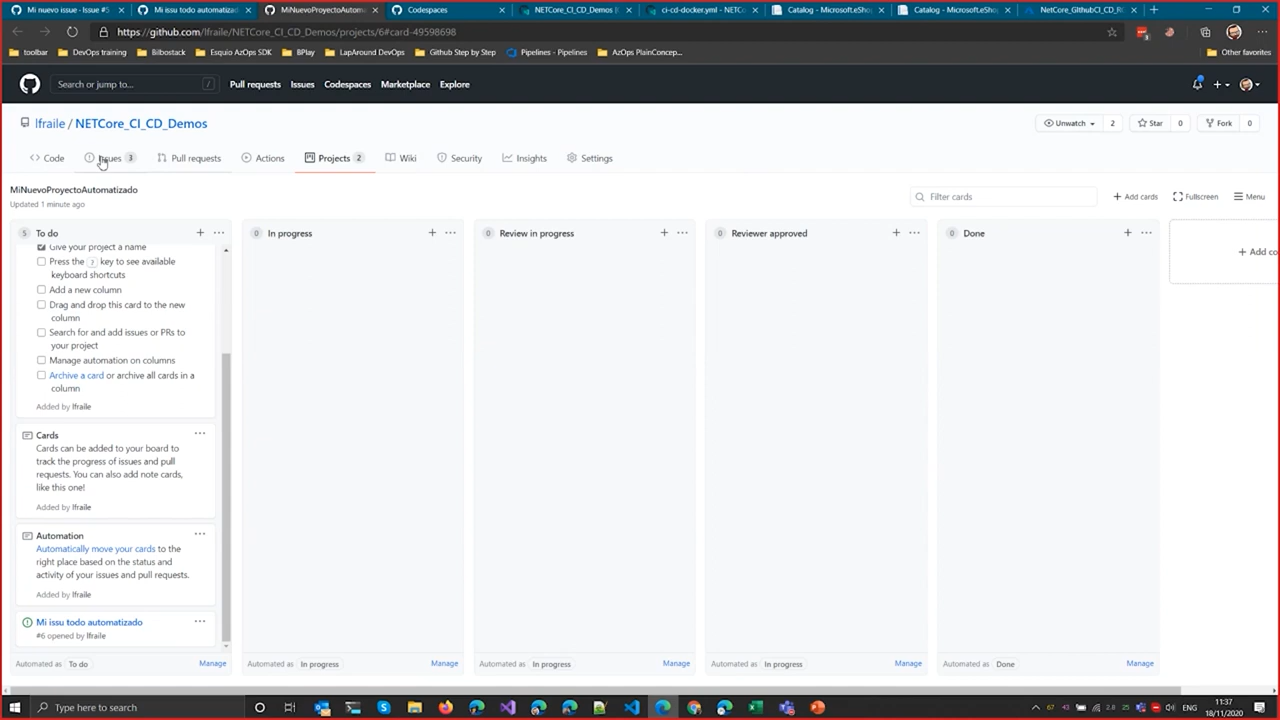 Mi nuevo issue · Issue #5
Mi issu todo automatizado
MiNuevoProyectoAutom
Codespaces
NETCore_CI_CD_Demos
ci-cd-docker.yml - NETCo
Catalog - Microsoft.eShop
Catalog - Microsoft.eShop
NetCore_GIthubCI_CD_R
https://github.com/lfraile/NETCore_CI_CD_Demos/projects/6#card-49598698
toolbar
DevOps training
Bilbostack
Esquio AzOps SDK
BPlay
LapAround DevOps
Github Step by Step
Pipelines - Pipelines
AzOps PlainConcep...
Other favorites
Search or jump to... /
Pull requests
Issues
Codespaces
Marketplace
Explore
lfraile / NETCore_CI_CD_Demos
Unwatch 2
Star 0
Fork 0
Code
Issues 3
Pull requests
Actions
Projects 2
Wiki
Security
Insights
Settings
MiNuevoProyectoAutomatizado
Updated 1 minute ago
Filter cards
+ Add cards
Fullscreen
Menu
5 To do
Give your project a name
Press the ? key to see available
keyboard shortcuts
Add a new column
Drag and drop this card to the new
column
Search for and add issues or PRs to
your project
Manage automation on columns
Archive a card or archive all cards in a
column
Added by lfraile
Cards
Cards can be added to your board to
track the progress of issues and pull
requests. You can also add note cards,
like this one!
Added by lfraile
Automation
Automatically move your cards to the
right place based on the status and
activity of your issues and pull requests.
Added by lfraile
Mi issu todo automatizado
#6 opened by lfraile
Automated as To do
Manage
0 In progress
Automated as In progress
Manage
0 Review in progress
Automated as In progress
Manage
0 Reviewer approved
Automated as In progress
Manage
0 Done
Automated as Done
Manage
+ Add co
Type here to search
ENG
11:37
18/11/2020